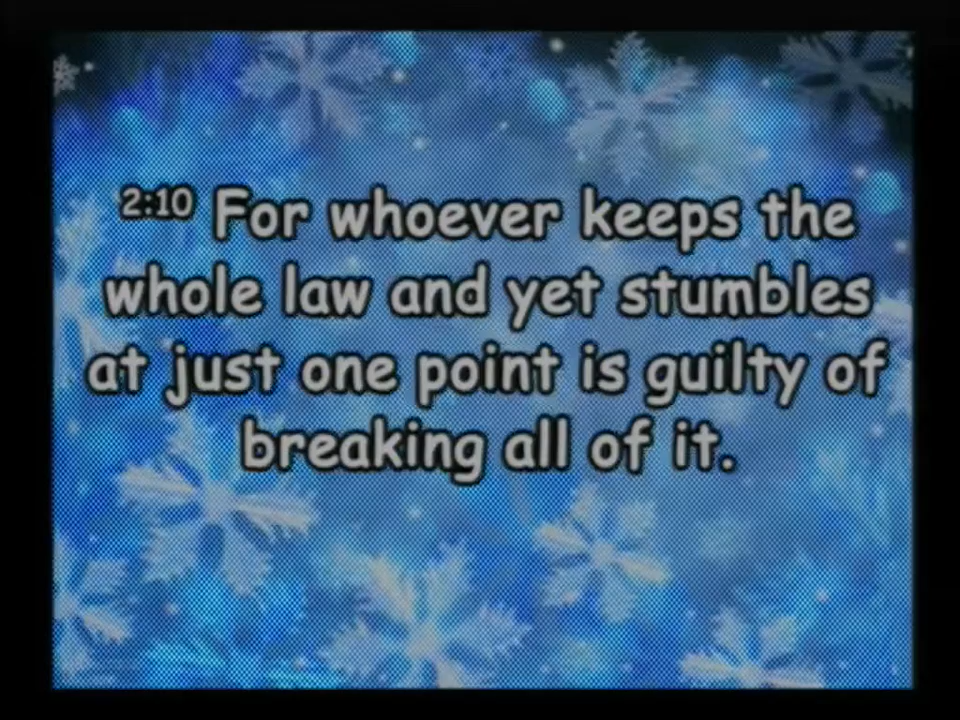 2:10 For whoever keeps the
whole law and yet stumbles
at just one point is guilty of
breaking all of it.